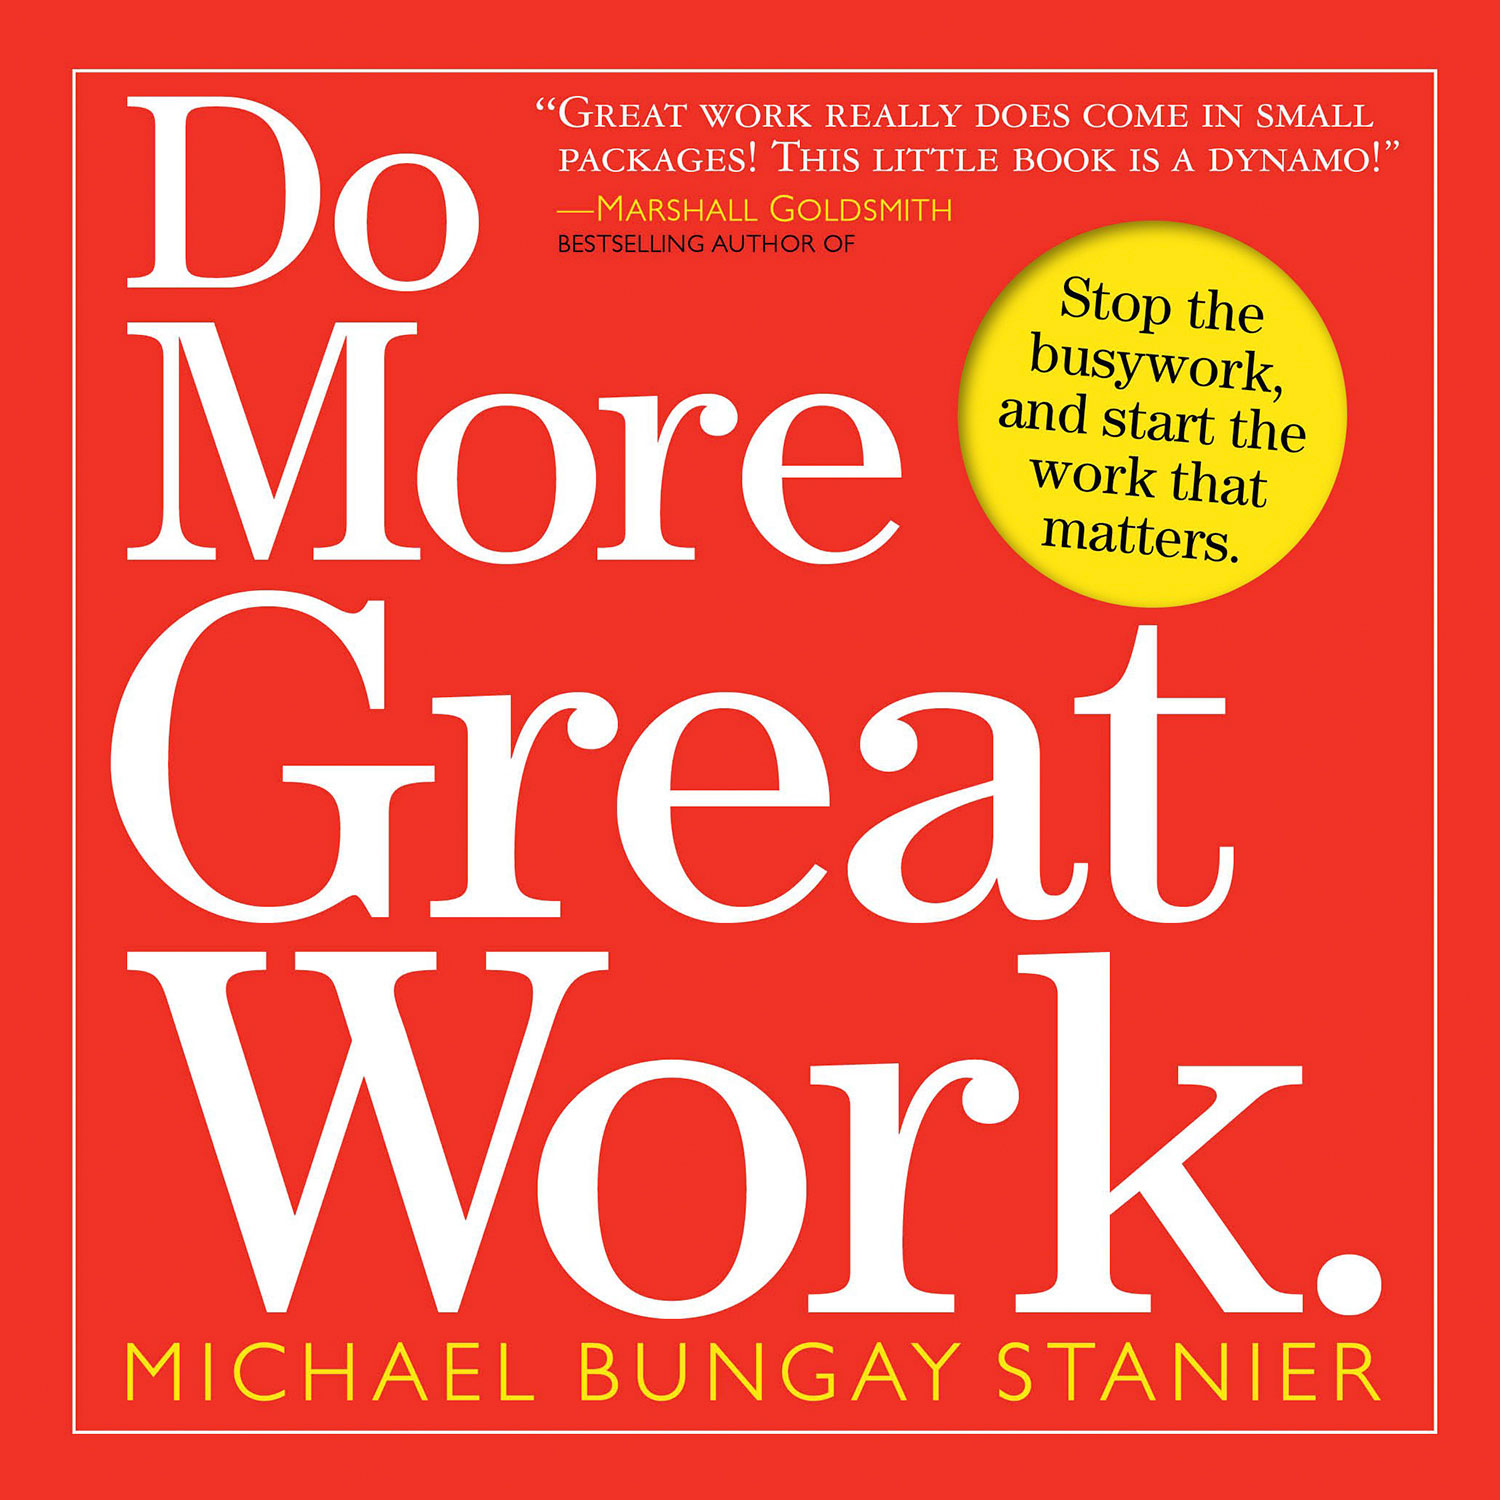 Do
More
Great
Work.
“GREAT WORK REALLY DOES COME IN SMALL
PACKAGES! THIS LITTLE BOOK IS A DYNAMO!”
—MARSHALL GOLDSMITH
BESTSELLING AUTHOR OF
Stop the
busywork,
and start the
work that
matters.
MICHAEL BUNGAY STANIER